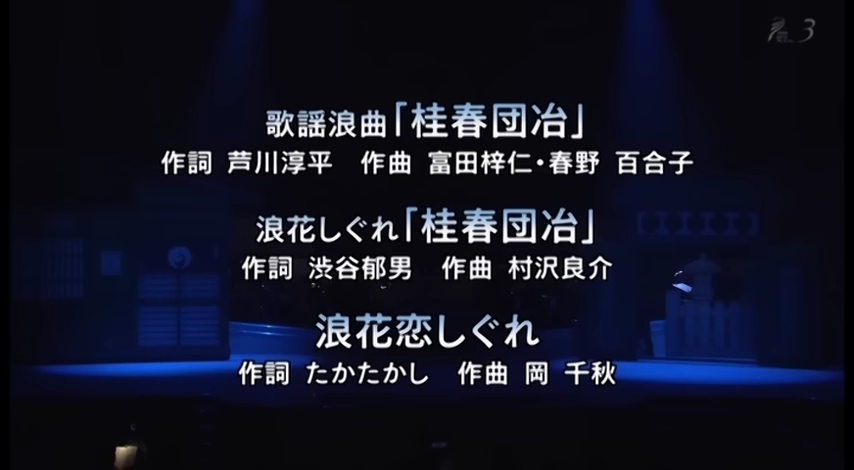 歌謡浪曲「桂春団冶」
作詞 芦川淳平　作曲 富田梓仁・春野 百合子
浪花しぐれ「桂春団冶」
作詞 渋谷郁男　作曲 村沢良介
浪花恋しぐれ
作詞 たかたかし　作曲 岡 千秋
3